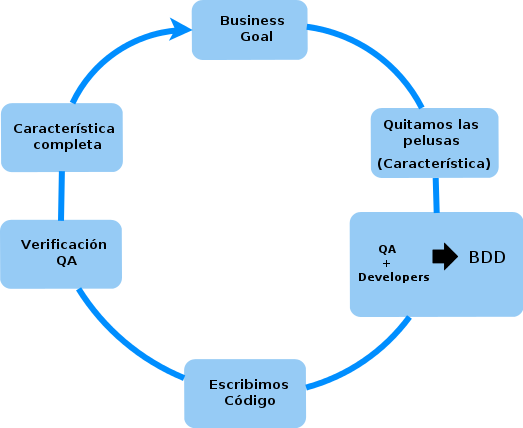 Business
Goal
Quitamos las
pelusas
(Característica)
QA
+
Developers
BDD
Escribimos
Código
Verificación
QA
Característica
completa